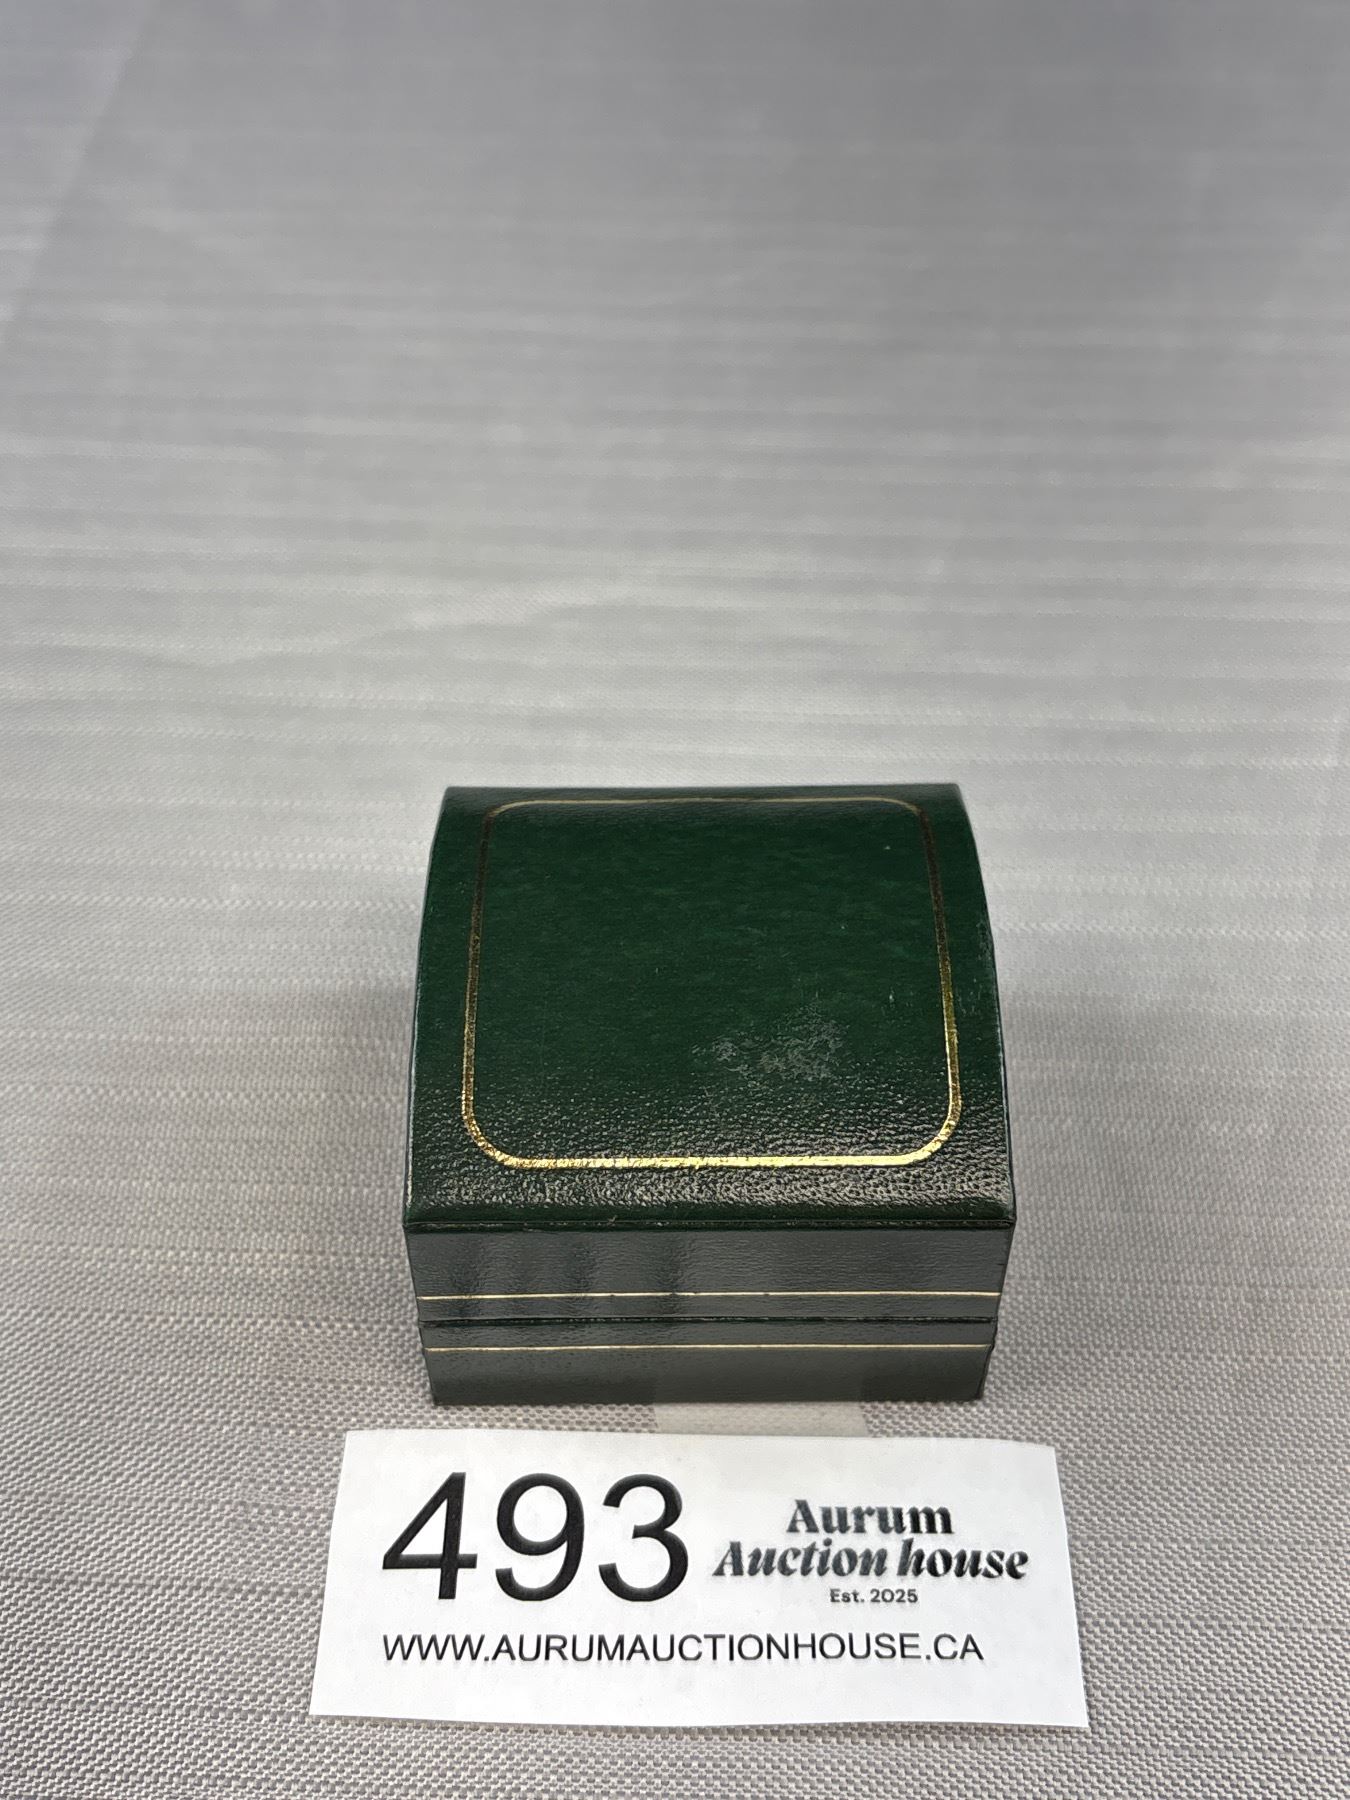 493
Aurum
Auction house
Est. 2025
WWW.AURUMAUCTIONHOUSE.CA